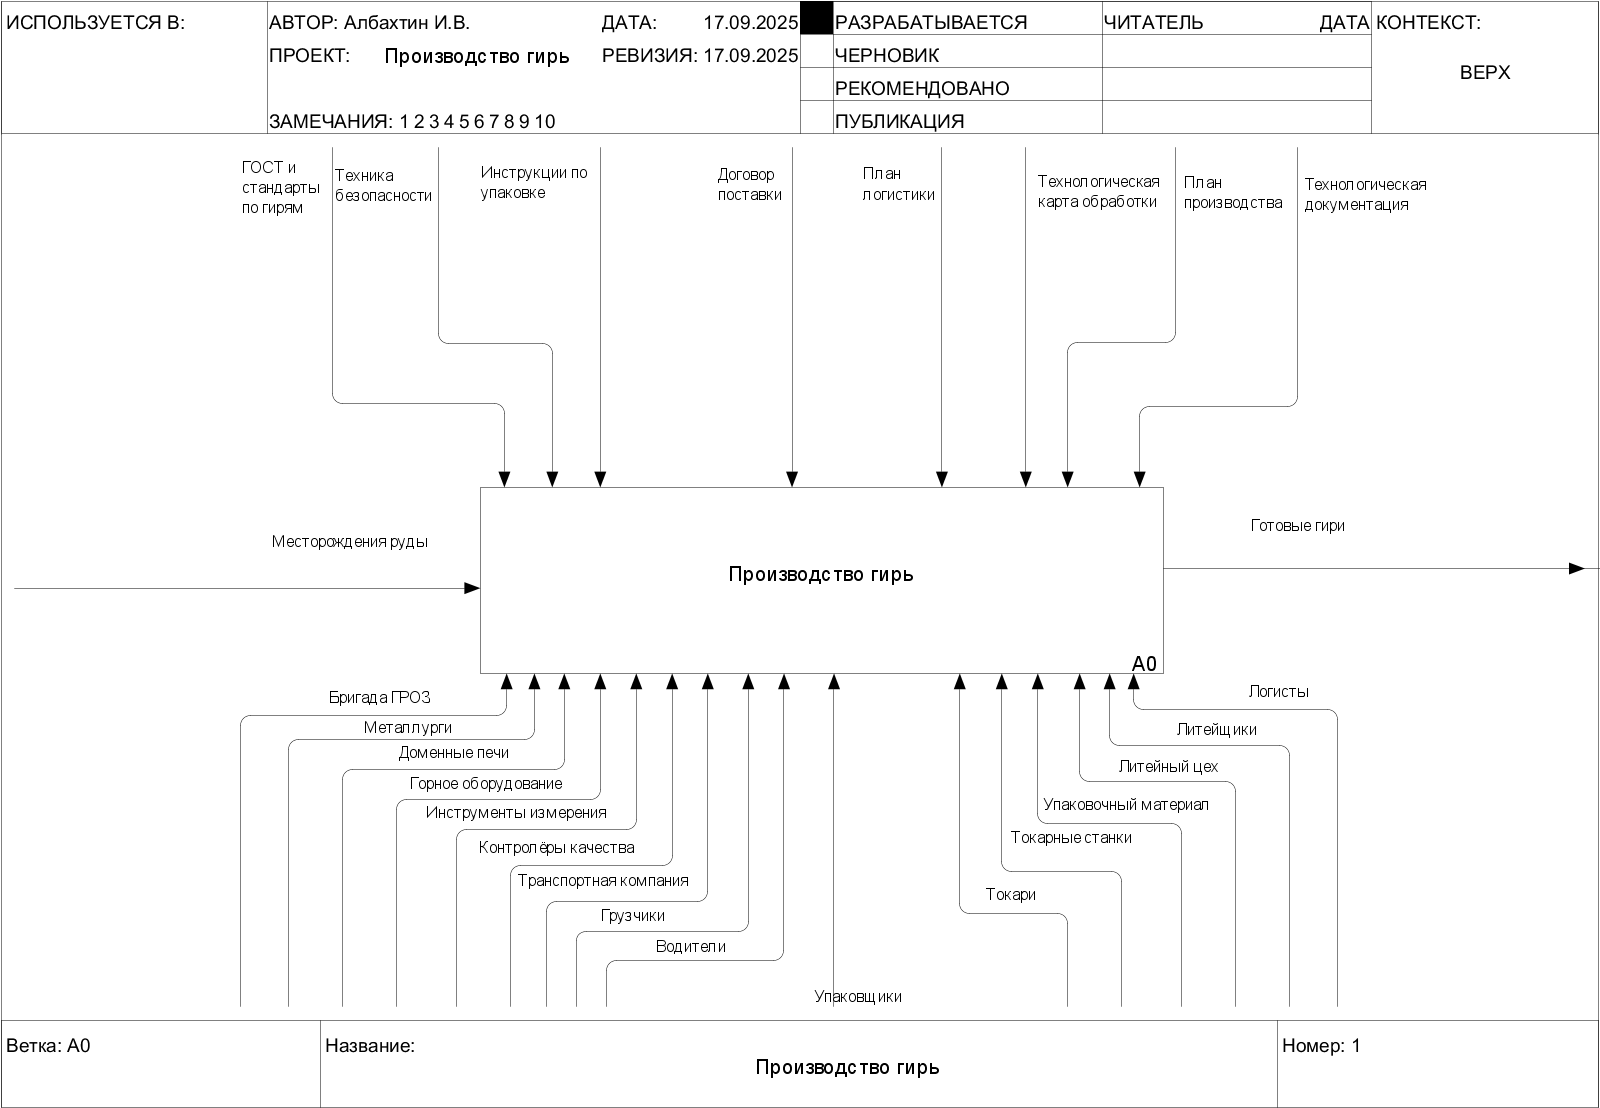 ИСПОЛЬЗУЕТСЯ В:
АВТОР: Албахтин И.В.
ДАТА: 17.09.2025
ПРОЕКТ: Производство гирь
РЕВИЗИЯ: 17.09.2025
ЗАМЕЧАНИЯ: 1 2 3 4 5 6 7 8 9 10
РАЗРАБАТЫВАЕТСЯ
ЧЕРНОВИК
РЕКОМЕНДОВАНО
ПУБЛИКАЦИЯ
ЧИТАТЕЛЬ
ДАТА
КОНТЕКСТ:
ВЕРХ
ГОСТ и
стандарты
по гирям
Техника
безопасности
Инструкции по
упаковке
Договор
поставки
План
логистики
Технологическая
карта обработки
План
производства
Технологическая
документация
Месторождения руды
Готовые гири
Производство гирь
A0
Бригада ГРОЗ
Металлурги
Доменные печи
Горное оборудование
Инструменты измерения
Контролёры качества
Транспортная компания
Грузчики
Водители
Упаковщики
Логисты
Литейщики
Литейный цех
Упаковочный материал
Токарные станки
Токари
Ветка: A0
Название:
Производство гирь
Номер: 1